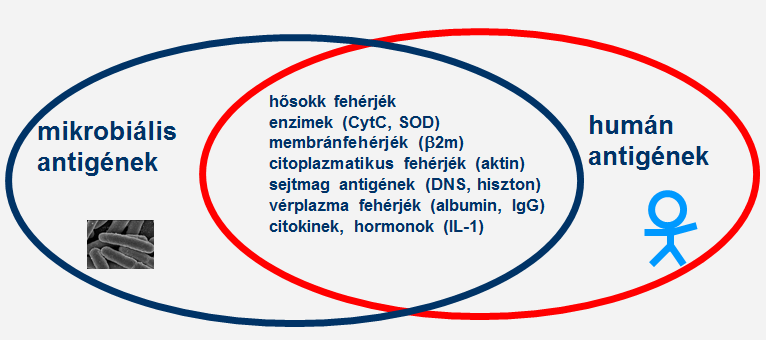 mikrobiális
antigének
hősokk fehérjék
enzimek (CytC, SOD)
membránfehérjék (β2m)
citoplazmatikus fehérjék (aktin)
sejtmag antigének (DNS, hiszton)
vérplazma fehérjék (albumin, IgG)
citokinek, hormonok (IL-1)
humán
antigének